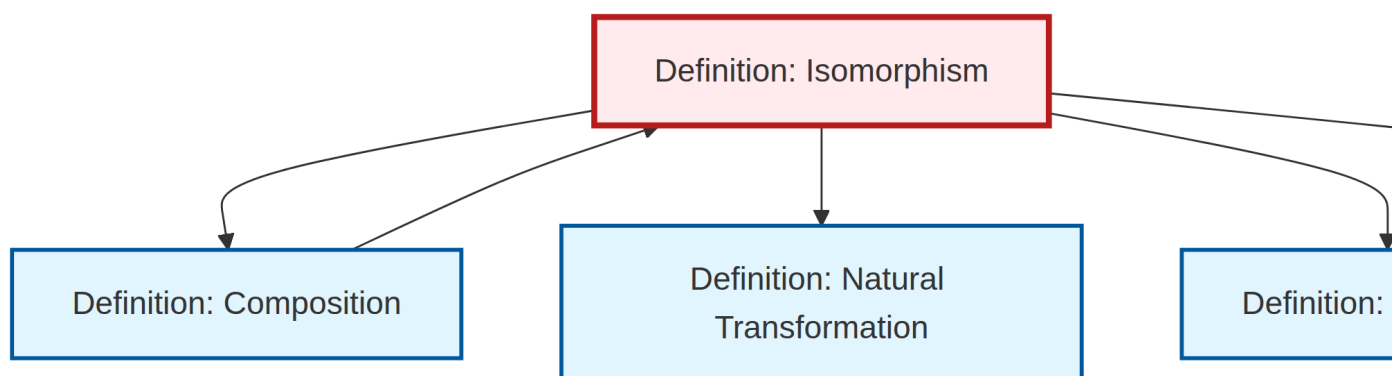 Definition: Isomorphism
Definition: Composition
Definition: Natural
Transformation
Definition: